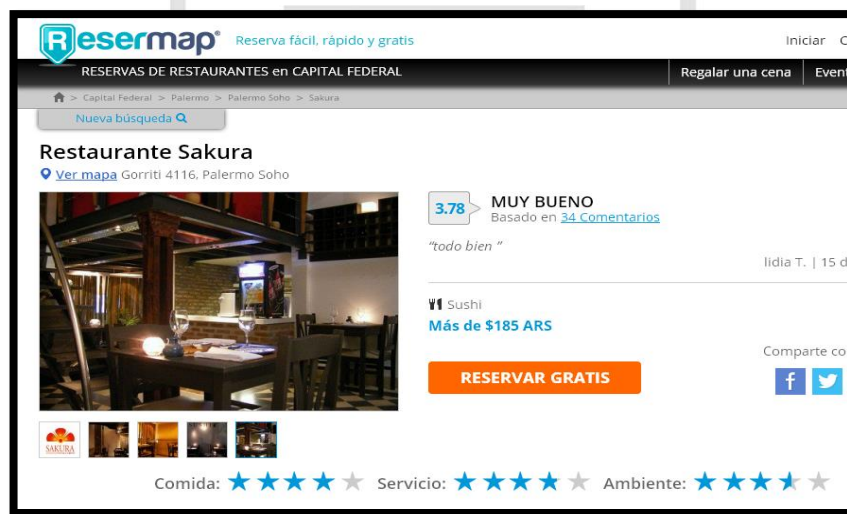 Resermap® Reserva fácil, rápido y gratis
Iniciar
RESERVAS DE RESTAURANTES en CAPITAL FEDERAL
Regalar una cena Event
> Capital Federal > Palermo > Palermo Soho > Sakura
Nueva búsqueda
Restaurante Sakura
Ver mapa Gorriti 4116, Palermo Soho
3.78 MUY BUENO
Basado en 34 Comentarios
"todo bien "
lidia T. | 15 d
Sushi
Más de $185 ARS
RESERVAR GRATIS
Comparte co
f
SAKURA
Comida: Servicio: Ambiente: